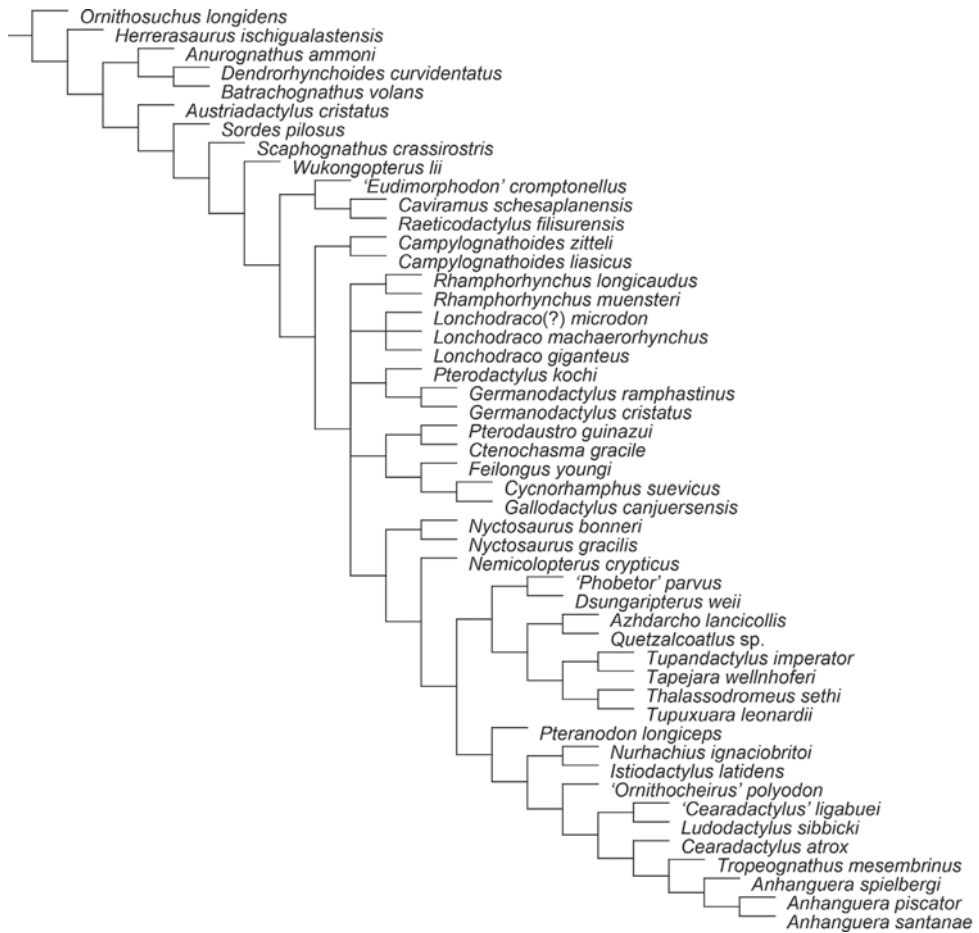 Ornithosuchus longidens
Herrerasaurus ischigualastensis
Anurognathus ammoni
Dendrorhynchoides curvidentatus
Batrachognathus volans
Austriadactylus cristatus
Sordes pilosus
Scaphognathus crassirostris
Wukongopterus lii
‘Eudimorphodon’ cromptonellus
Caviramus schesaplanensis
Raeticodactylus filisurensis
Campylognathoides zitteli
Campylognathoides liasicus
Rhamphorhynchus longicaudus
Rhamphorhynchus muensteri
Lonchodraco(?) microdon
Lonchodraco machaerorhynchus
Lonchodraco giganteus
Pterodactylus kochi
Germanodactylus ramphastinus
Germanodactylus cristatus
Pterodaustro guinazui
Ctenochasma gracile
Feilongus youngi
Cycnorhamphus suevicus
Gallodactylus canjuersensis
Nyctosaurus bonneri
Nyctosaurus gracilis
Nemicolopterus crypticus
‘Phobetor’ parvus
Dsungaripterus weii
Azhdarcho lancicollis
Quetzalcoatlus sp.
Tupandactylus imperator
Tapejara wellnhoferi
Thalassodromeus sethi
Tupuxuara leonardii
Pteranodon longiceps
Nurhachius ignaciobritoi
Istiodactylus latidens
‘Ornithocheirus’ polyodon
‘Cearadactylus’ ligabuei
Ludodactylus sibbicki
Cearadactylus atrox
Tropeognathus mesembrinus
Anhanguera spielbergi
Anhanguera piscator
Anhanguera santanae